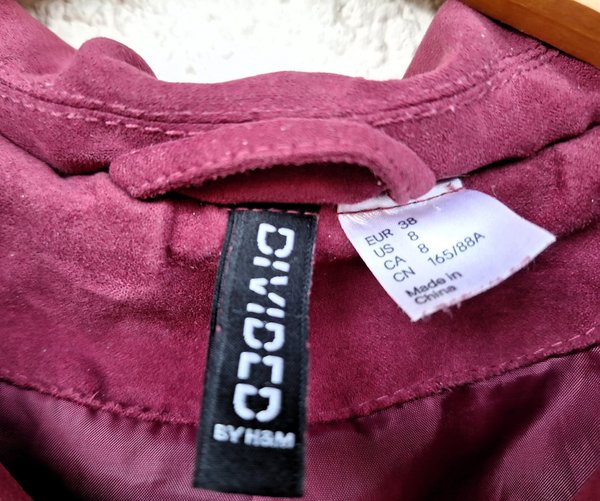 DIVIDED
BY H&M
EUR 38
US 8
CA 8
CN 165/88A
Made in
China